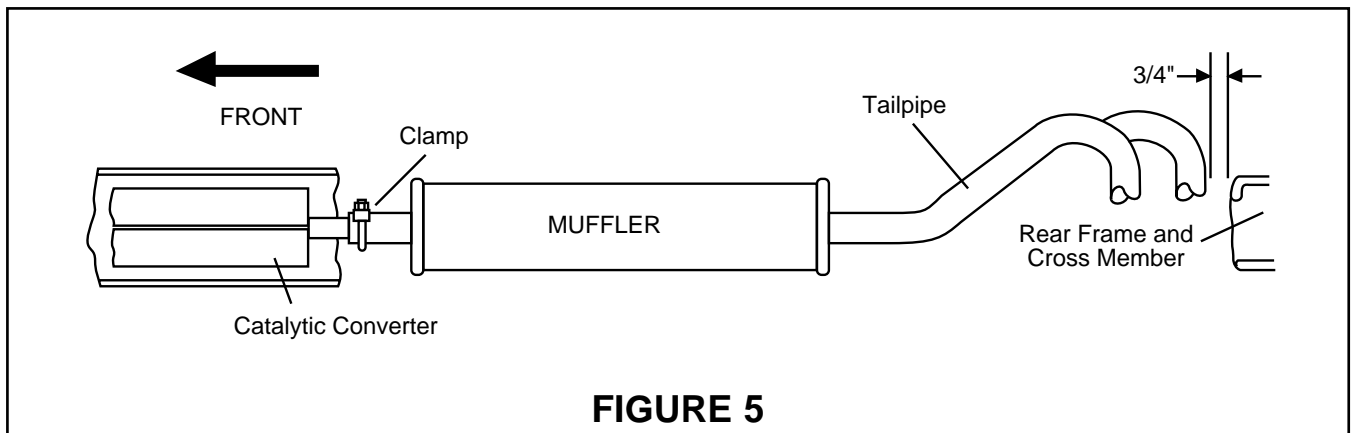 3/4"
FRONT
Clamp
Tailpipe
MUFFLER
Rear Frame and
Cross Member
Catalytic Converter
FIGURE 5